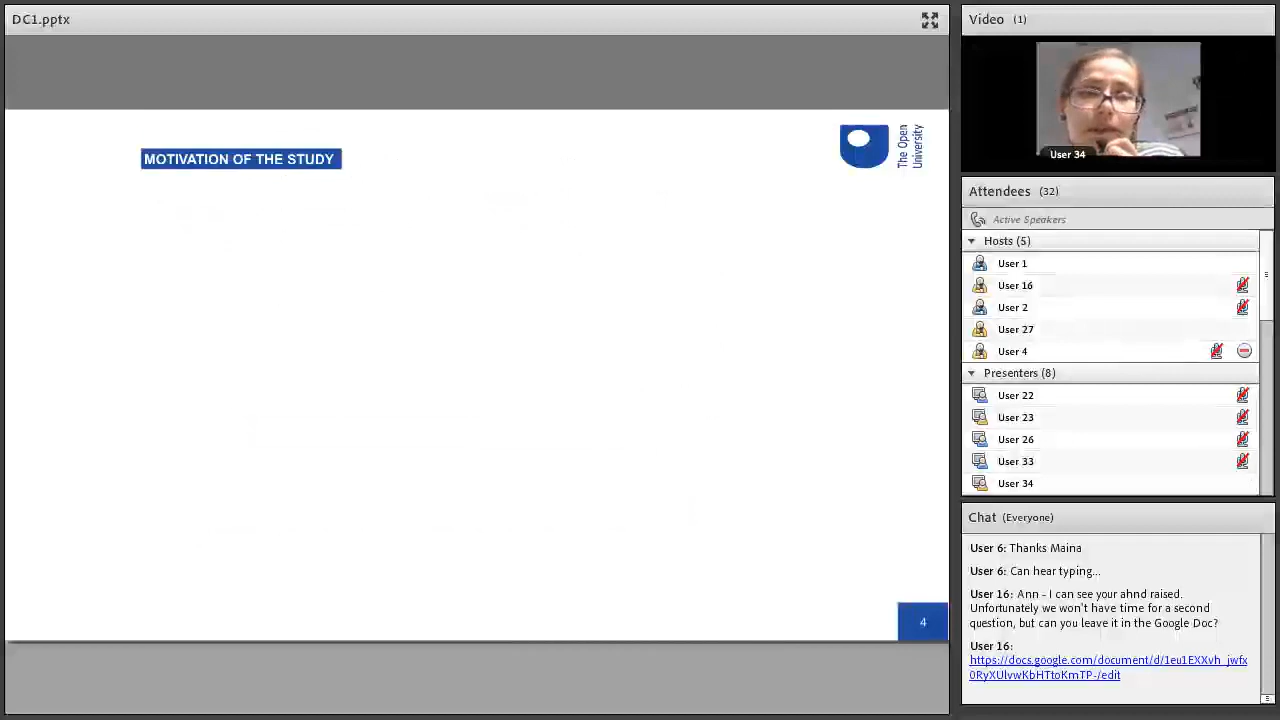 DC1.pptx
MOTIVATION OF THE STUDY
The Open
University
4
Video (1)
User 34
Attendees (32)
Active Speakers
Hosts (5)
User 1
User 16
User 2
User 27
User 4
Presenters (8)
User 22
User 23
User 26
User 33
User 34
Chat (Everyone)
User 6: Thanks Maina
User 6: Can hear typing...
User 16: Ann - I can see your ahnd raised.
Unfortunately we won't have time for a second
question, but can you leave it in the Google Doc?
User 16:
https://docs.google.com/document/d/1eu1EXXvh_jwfx
0RyXUlvwKbHTtoKmTP-/edit